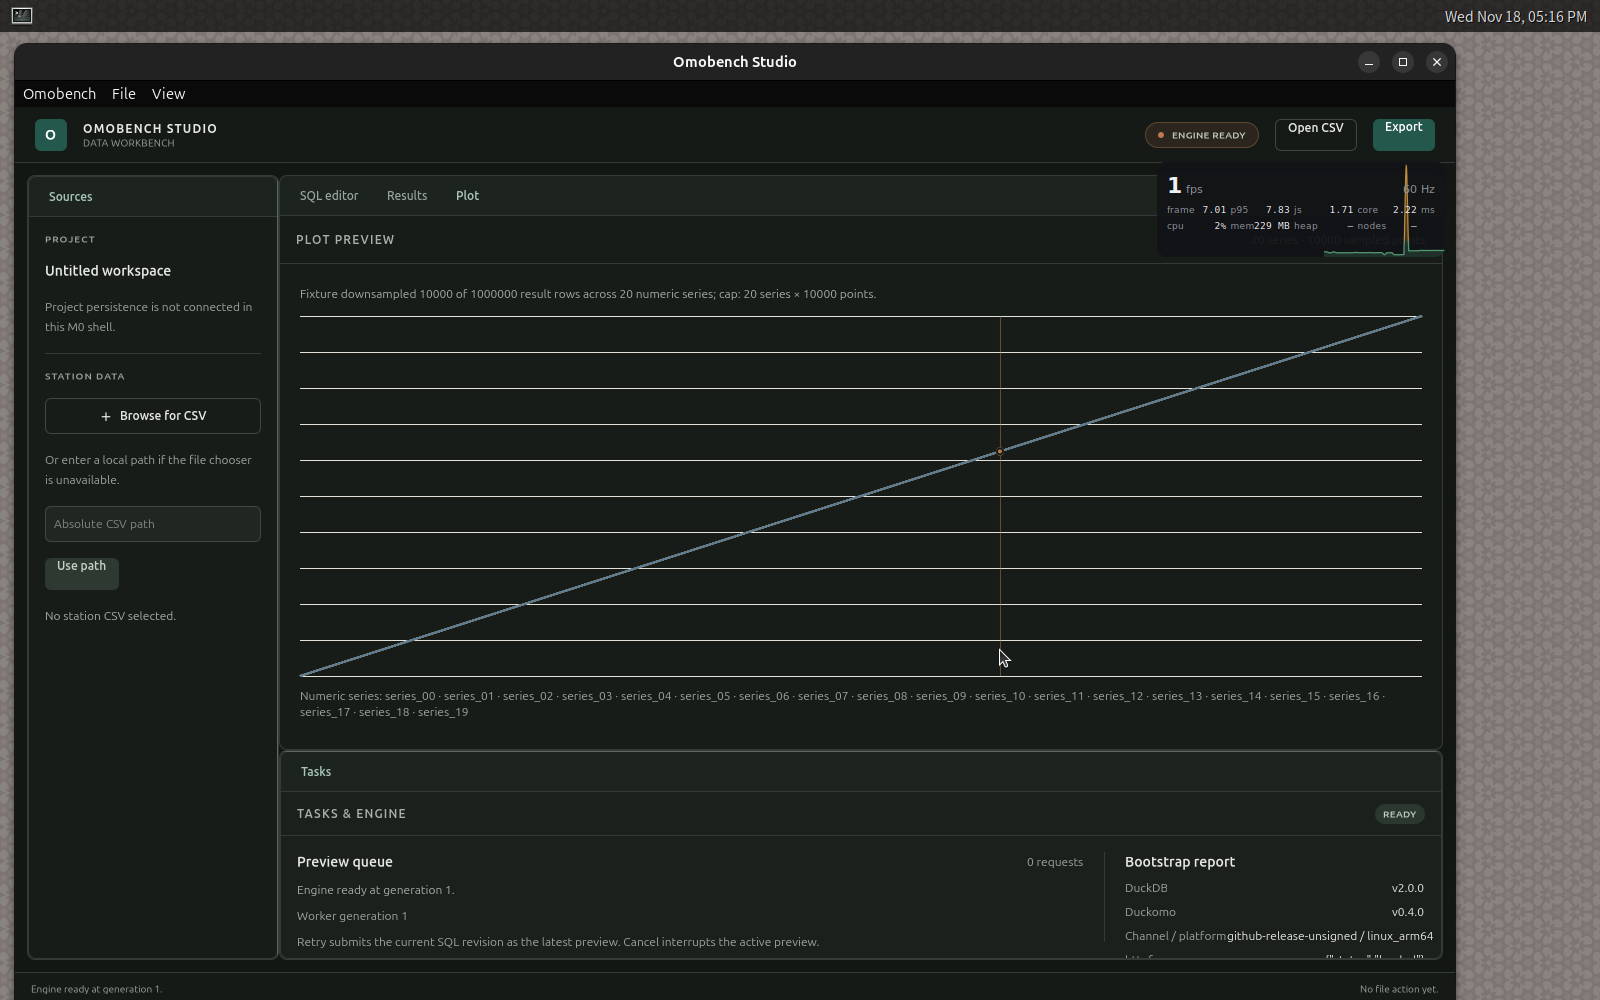 Wed Nov 18, 05:16 PM
Omobench Studio
Omobench File View
O OMOBENCH STUDIO
DATA WORKBENCH
ENGINE READY
Open CSV
Export
Sources
PROJECT
Untitled workspace
Project persistence is not connected in
this M0 shell.
STATION DATA
+ Browse for CSV
Or enter a local path if the file chooser
is unavailable.
Absolute CSV path
Use path
No station CSV selected.
SQL editor Results Plot
1 fps 60 Hz
frame 7.01 p95 7.83 js 1.71 core 2.22 ms
cpu 2% mem 229 MB heap – nodes –
PLOT PREVIEW
Fixture downsampled 10000 of 1000000 result rows across 20 numeric series; cap: 20 series × 10000 points.
Numeric series: series_00 · series_01 · series_02 · series_03 · series_04 · series_05 · series_06 · series_07 · series_08 · series_09 · series_10 · series_11 · series_12 · series_13 · series_14 · series_15 · series_16 ·
series_17 · series_18 · series_19
Tasks
TASKS & ENGINE READY
Preview queue 0 requests
Engine ready at generation 1.
Worker generation 1
Retry submits the current SQL revision as the latest preview. Cancel interrupts the active preview.
Bootstrap report
DuckDB v2.0.0
Duckomo v0.4.0
Channel / platform github-release-unsigned / linux_arm64
Engine ready at generation 1.
No file action yet.